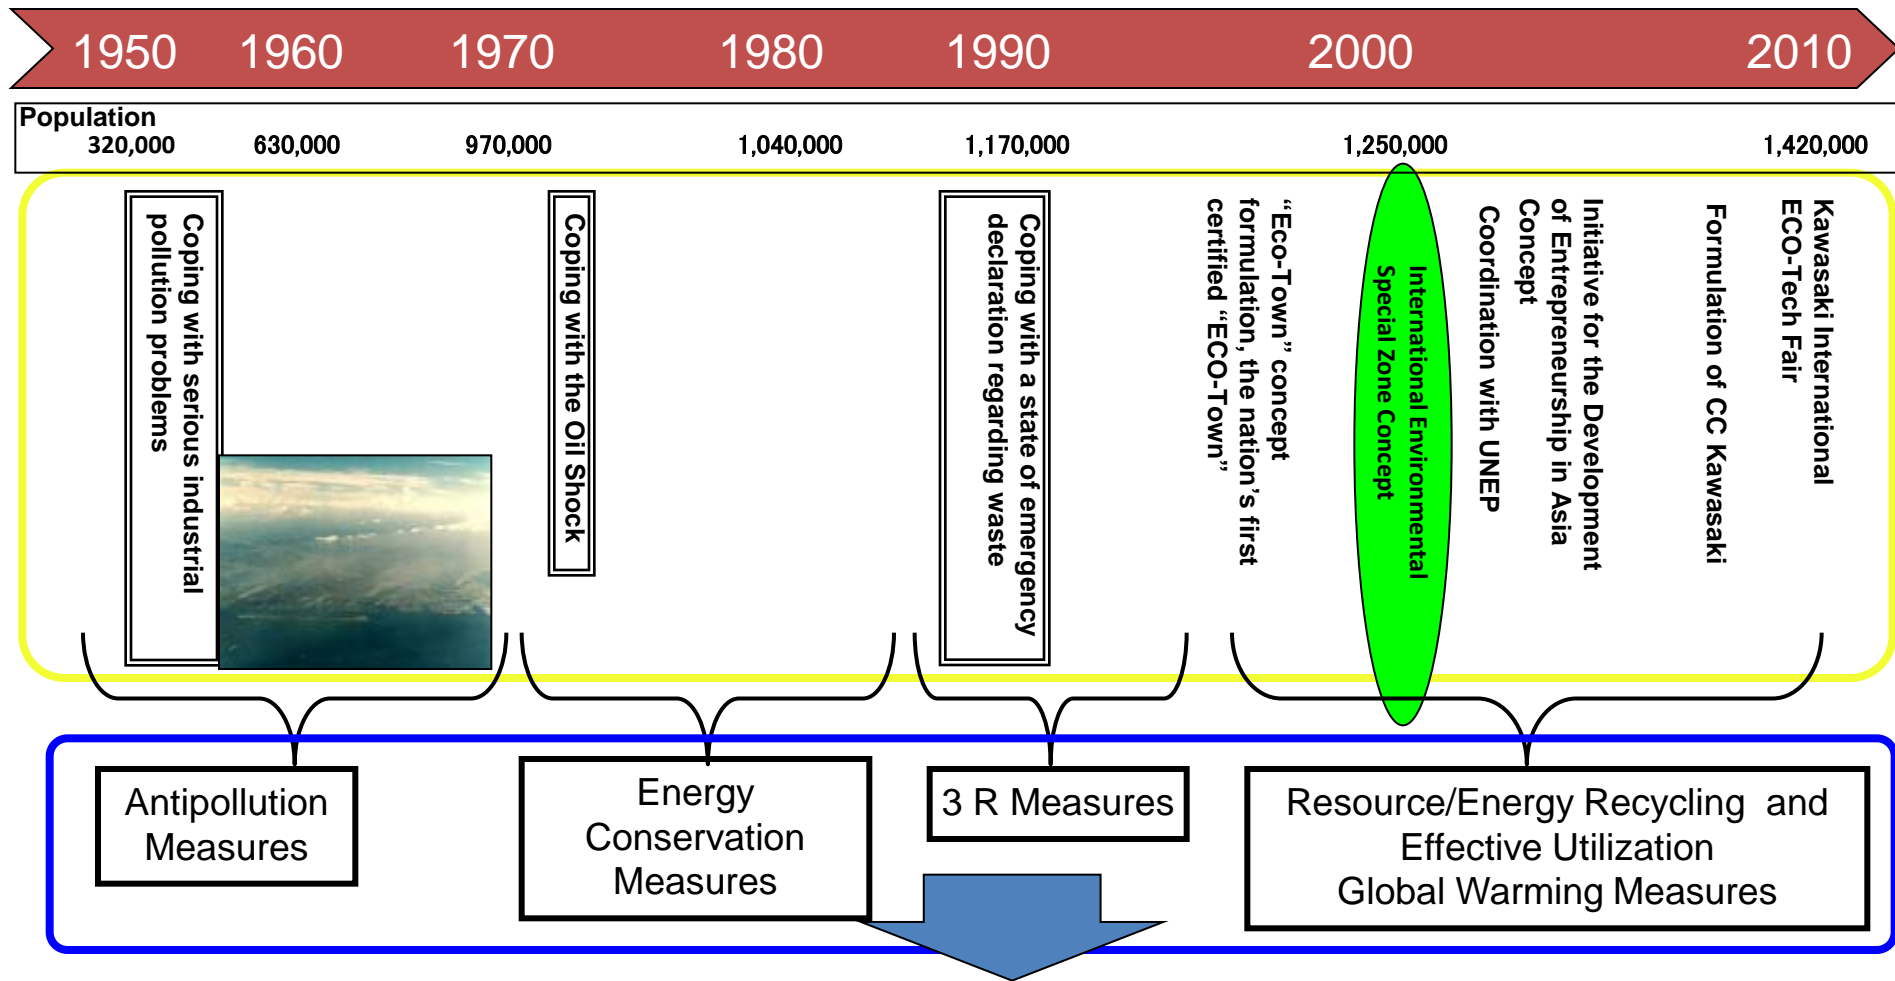 1950 1960 1970 1980 1990 2000 2010
Population
320,000 630,000 970,000 1,040,000 1,170,000 1,250,000 1,420,000
Coping with serious industrial
pollution problems
Coping with the Oil Shock
Coping with a state of emergency
declaration regarding waste
“Eco-Town” concept
formulation, the nation’s first
certified “ECO-Town”
International Environmental
Special Zone Concept
Coordination with UNEP
Initiative for the Development
of Entrepreneurship in Asia
Concept
Formulation of CC Kawasaki
Kawasaki International
ECO-Tech Fair
Antipollution
Measures
Energy
Conservation
Measures
3 R Measures
Resource/Energy Recycling and
Effective Utilization
Global Warming Measures